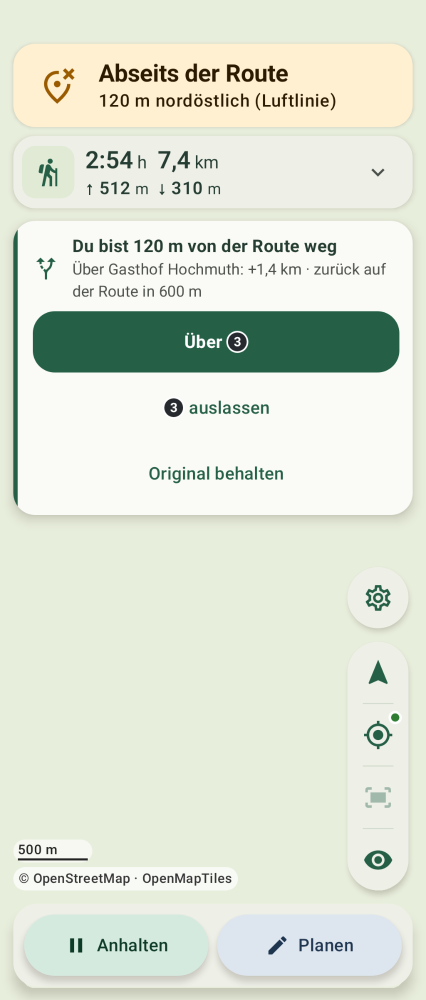 Abseits der Route
120 m nordöstlich (Luftlinie)
2:54 h 7,4 km
↑ 512 m ↓ 310 m
Du bist 120 m von der Route weg
Über Gasthof Hochmuth: +1,4 km · zurück auf
der Route in 600 m
Über 3
3 auslassen
Original behalten
500 m
© OpenStreetMap · OpenMapTiles
Anhalten
Planen